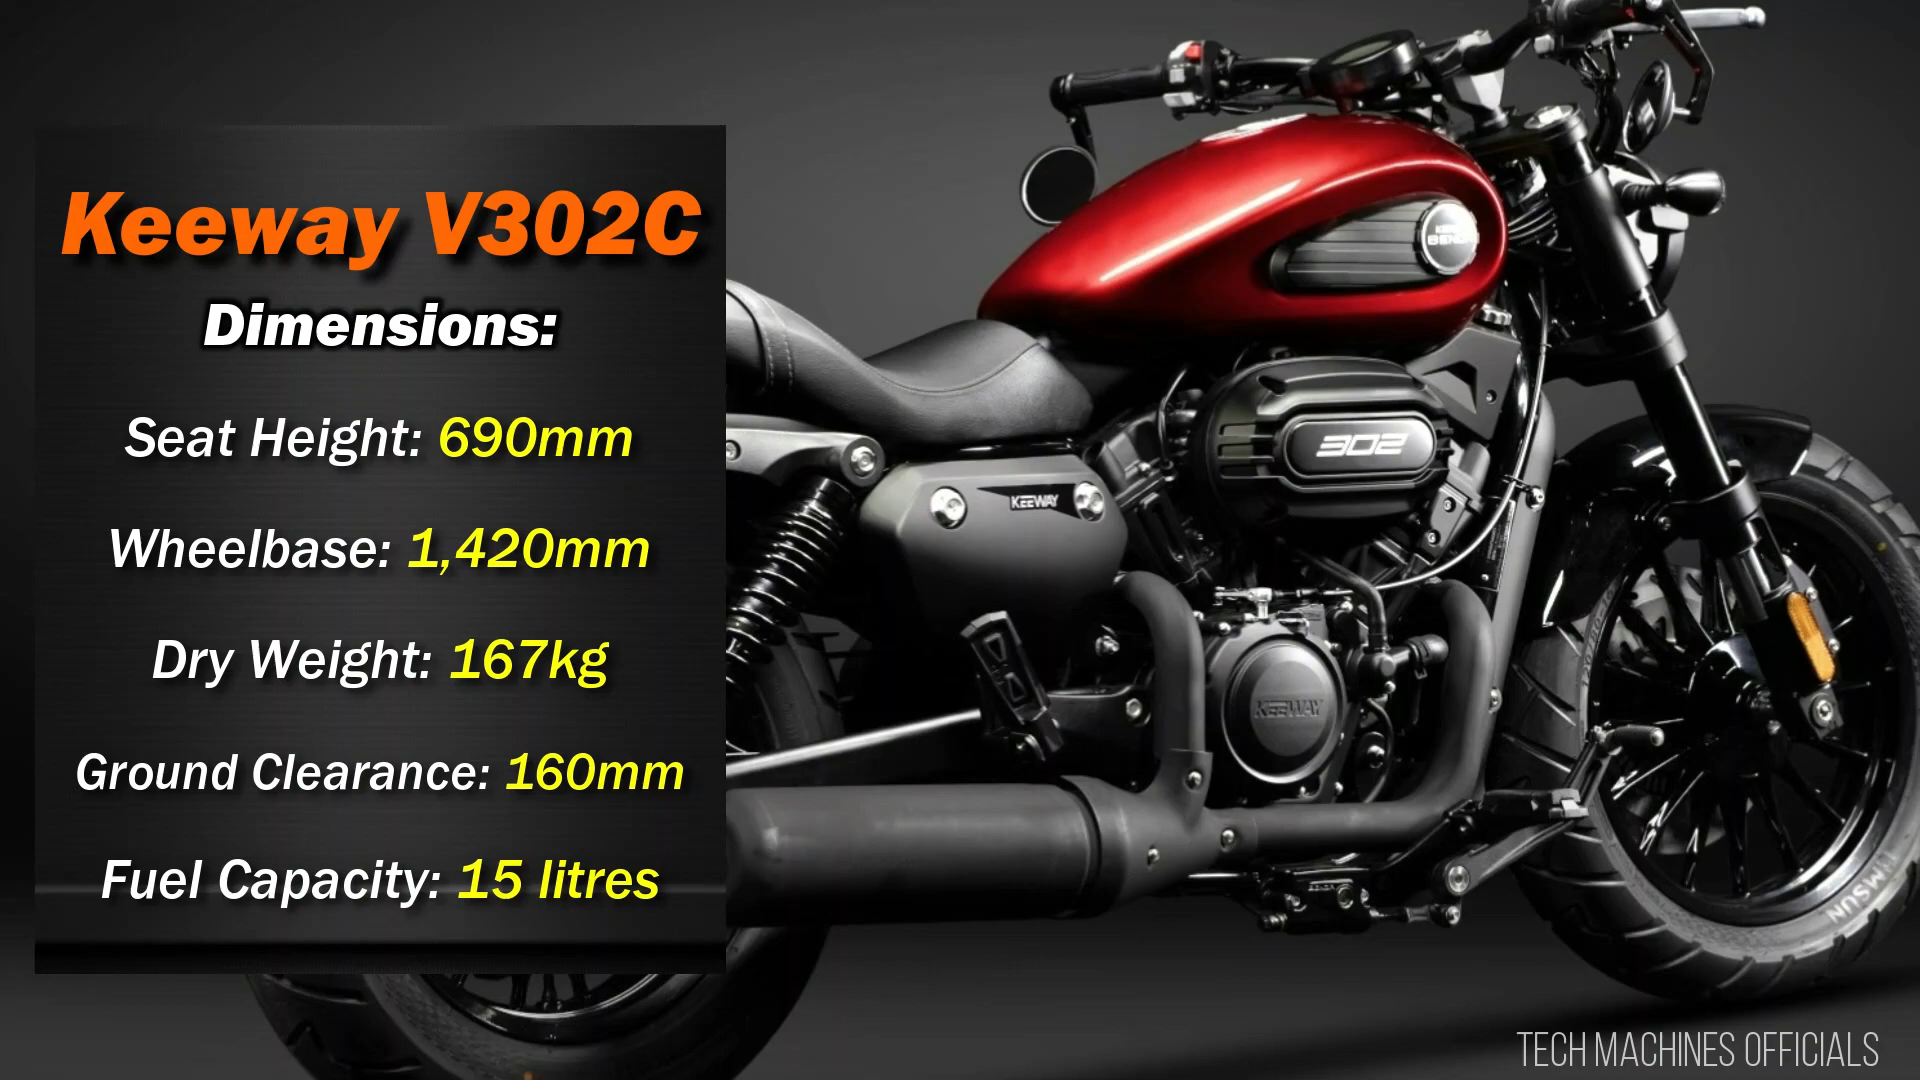 Keeway V302C
Dimensions:
Seat Height: 690mm
Wheelbase: 1,420mm
Dry Weight: 167kg
Ground Clearance: 160mm
Fuel Capacity: 15 litres
302
KEEWAY
KEEWAY
TECH MACHINES OFFICIALS